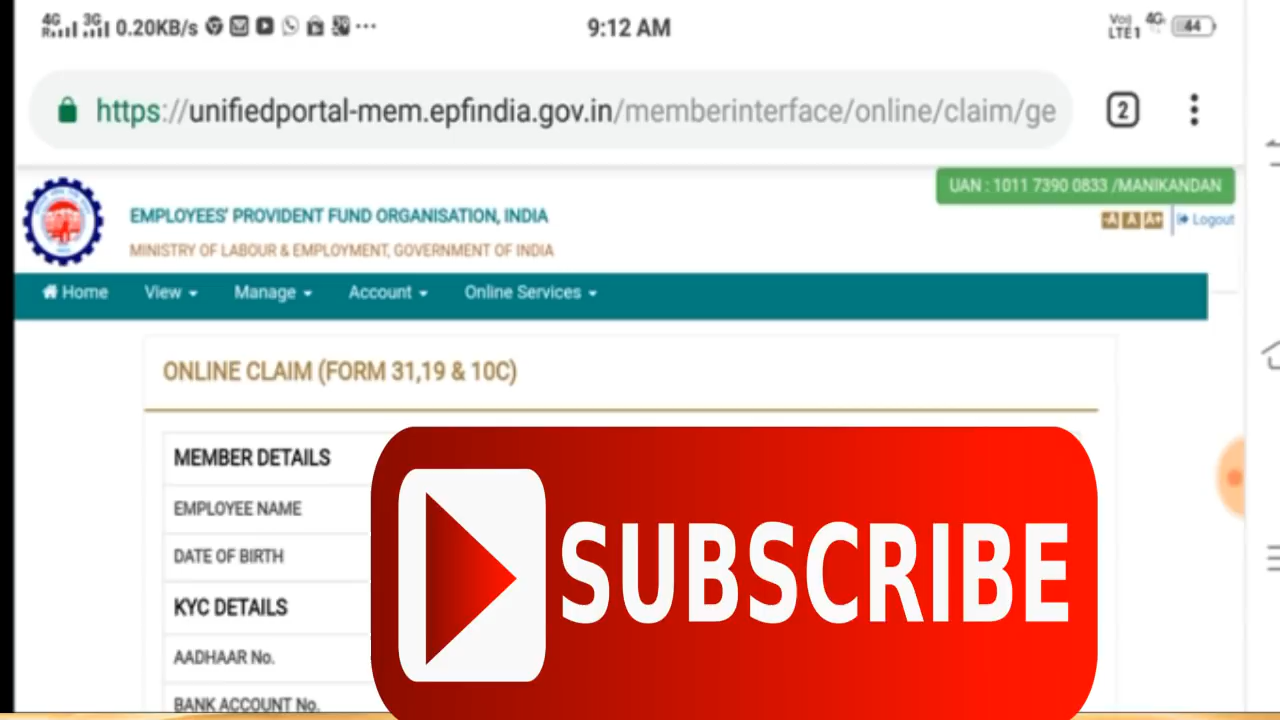 4G 3G 0.20KB/s 9:12 AM LTE1 4G 44
https://unifiedportal-mem.epfindia.gov.in/memberinterface/online/claim/ge 2
UAN : 1011 7390 0833 /MANIKANDAN
EMPLOYEES' PROVIDENT FUND ORGANISATION, INDIA
-A A A+ Logout
MINISTRY OF LABOUR & EMPLOYMENT, GOVERNMENT OF INDIA
Home View Manage Account Online Services
ONLINE CLAIM (FORM 31,19 & 10C)
MEMBER DETAILS
EMPLOYEE NAME
DATE OF BIRTH
SUBSCRIBE
KYC DETAILS
AADHAAR No.
BANK ACCOUNT No.